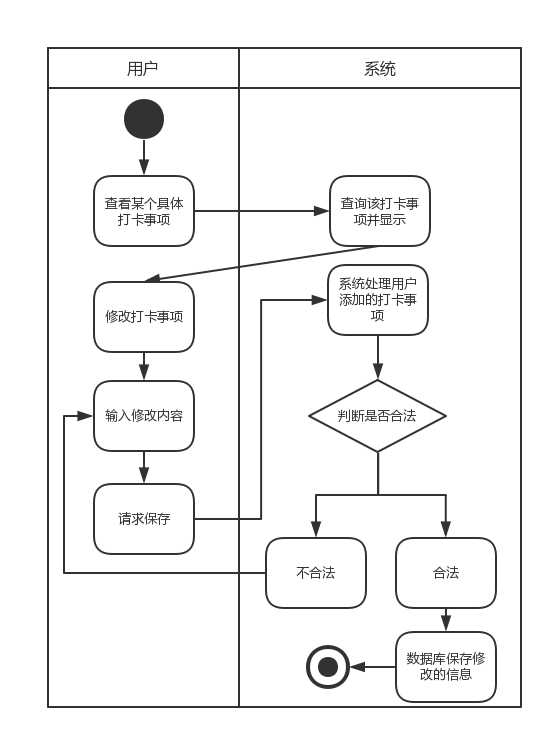 用户
系统
查看某个具体
打卡事项
查询该打卡事
项并显示
修改打卡事项
系统处理用户
添加的打卡事
项
输入修改内容
判断是否合法
请求保存
不合法
合法
数据库保存修
改的信息